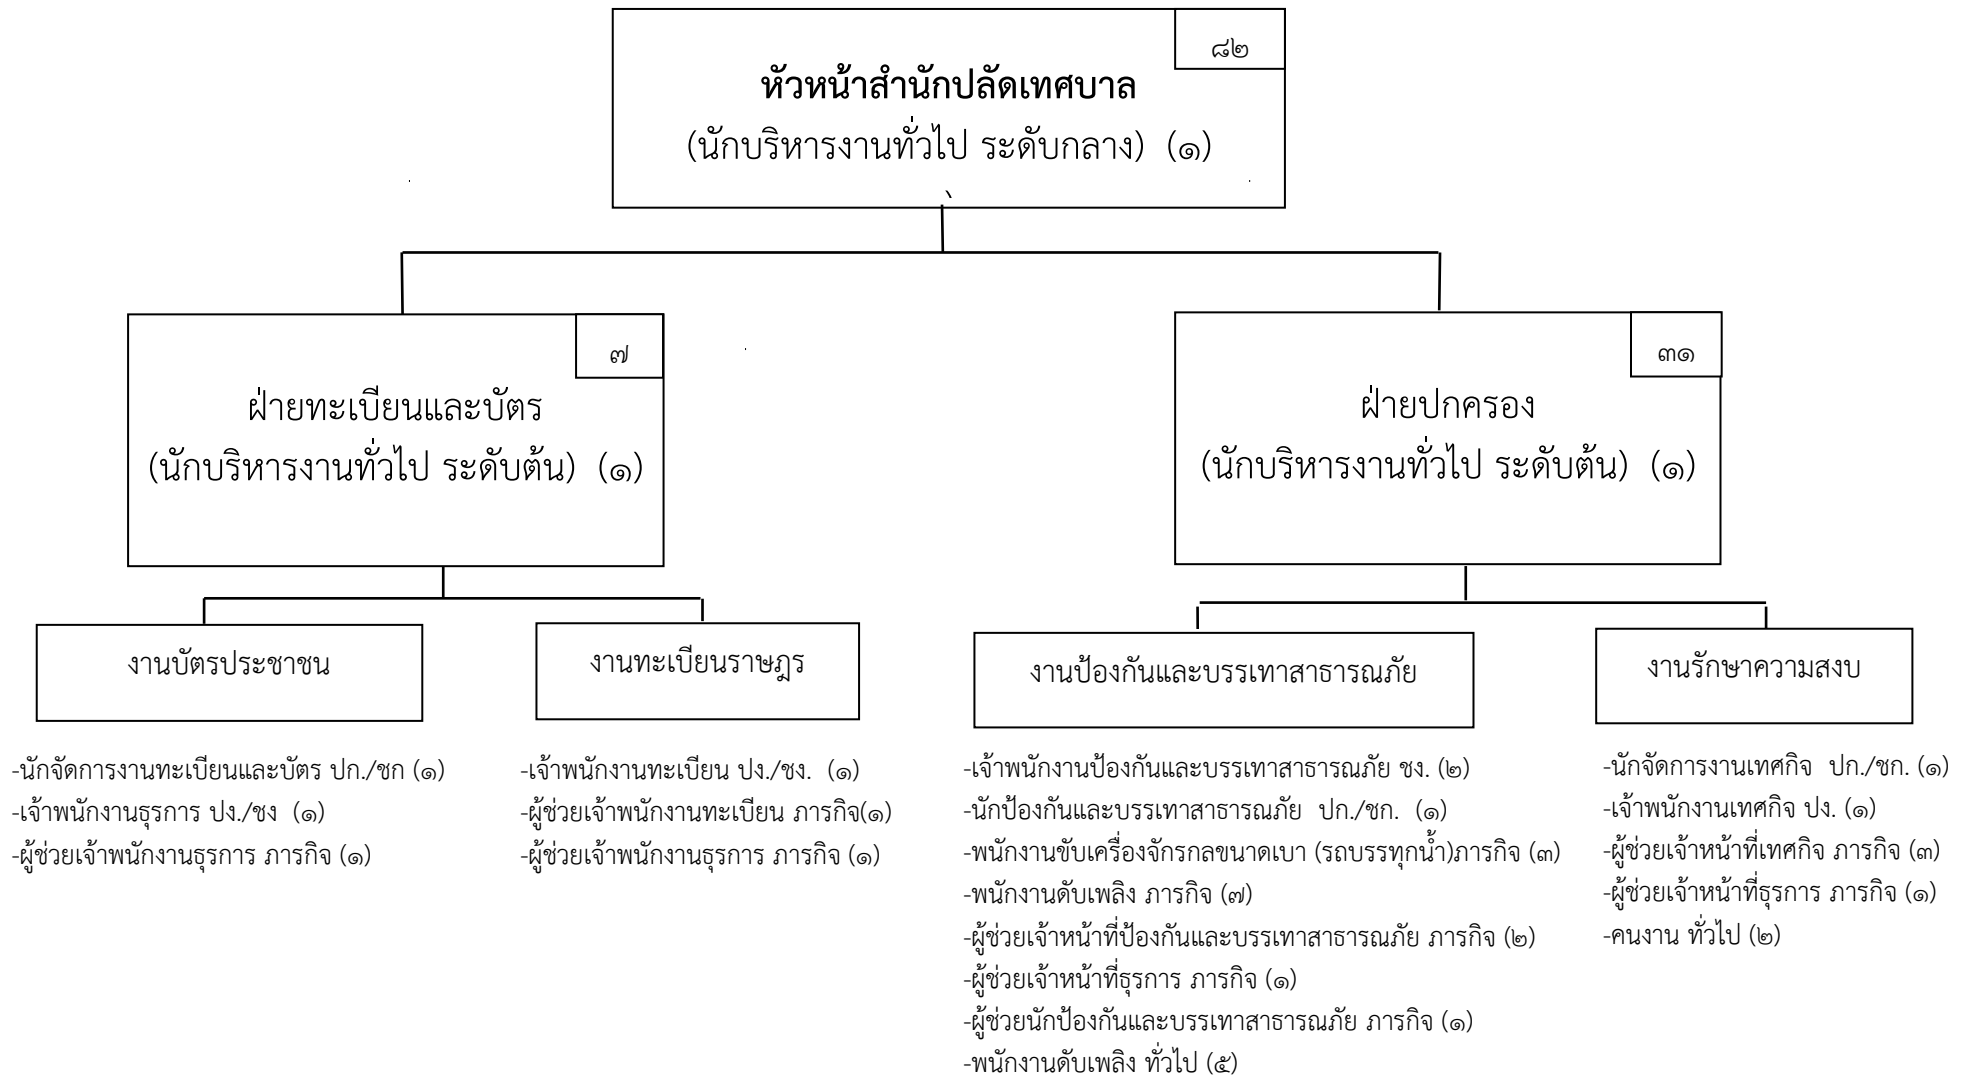 ๘๒
หัวหน้าสำนักปลัดเทศบาล
(นักบริหารงานทั่วไป ระดับกลาง) (๑)
๗
ฝ่ายทะเบียนและบัตร
(นักบริหารงานทั่วไป ระดับต้น) (๑)
๓๑
ฝ่ายปกครอง
(นักบริหารงานทั่วไป ระดับต้น) (๑)
งานบัตรประชาชน
-นักจัดการงานทะเบียนและบัตร ปก./ชก (๑)
-เจ้าพนักงานธุรการ ปง./ชง (๑)
-ผู้ช่วยเจ้าพนักงานธุรการ ภารกิจ (๑)
งานทะเบียนราษฎร
-เจ้าพนักงานทะเบียน ปง./ชง. (๑)
-ผู้ช่วยเจ้าพนักงานทะเบียน ภารกิจ(๑)
-ผู้ช่วยเจ้าพนักงานธุรการ ภารกิจ (๑)
งานป้องกันและบรรเทาสาธารณภัย
-เจ้าพนักงานป้องกันและบรรเทาสาธารณภัย ชง. (๒)
-นักป้องกันและบรรเทาสาธารณภัย ปก./ชก. (๑)
-พนักงานขับเครื่องจักรกลขนาดเบา (รถบรรทุกน้ำ)ภารกิจ (๓)
-พนักงานดับเพลิง ภารกิจ (๗)
-ผู้ช่วยเจ้าหน้าที่ป้องกันและบรรเทาสาธารณภัย ภารกิจ (๒)
-ผู้ช่วยเจ้าหน้าที่ธุรการ ภารกิจ (๑)
-ผู้ช่วยนักป้องกันและบรรเทาสาธารณภัย ภารกิจ (๑)
-พนักงานดับเพลิง ทั่วไป (๕)
งานรักษาความสงบ
-นักจัดการงานเทศกิจ ปก./ชก. (๑)
-เจ้าพนักงานเทศกิจ ปง. (๑)
-ผู้ช่วยเจ้าหน้าที่เทศกิจ ภารกิจ (๓)
-ผู้ช่วยเจ้าหน้าที่ธุรการ ภารกิจ (๑)
-คนงาน ทั่วไป (๒)